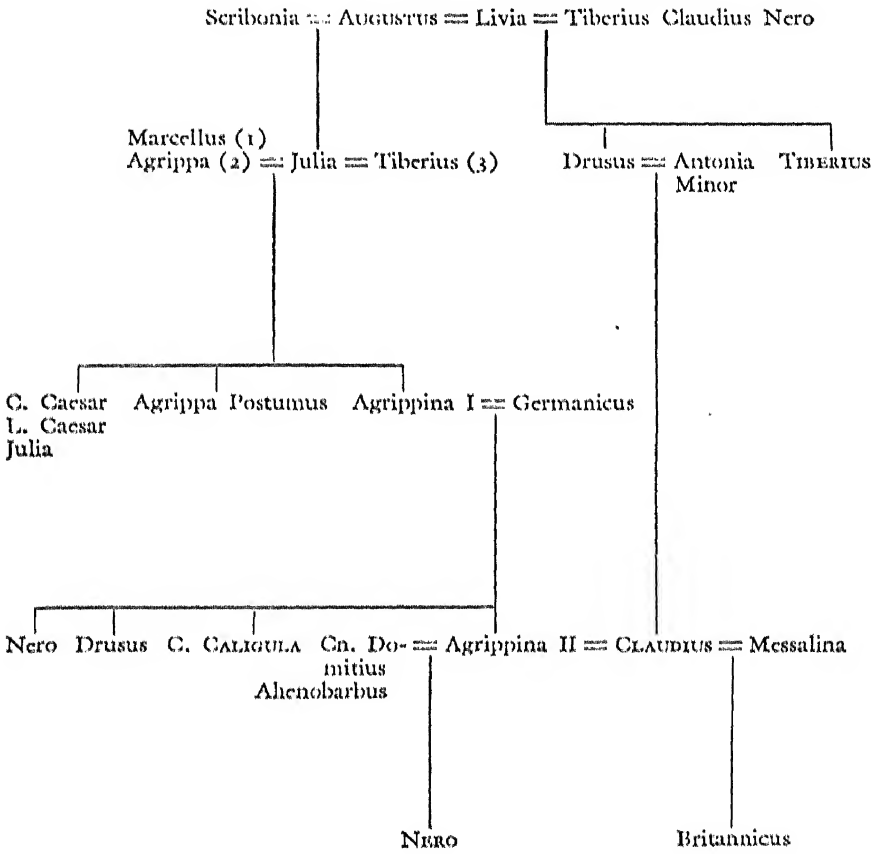 Scribonia = AUGUSTUS = Livia = Tiberius Claudius Nero
Marcellus (1)
Agrippa (2) = Julia = Tiberius (3)
Drusus = Antonia Minor
TIBERIUS
C. Caesar
L. Caesar
Julia
Agrippa Postumus
Agrippina I = Germanicus
Nero Drusus C. CALIGULA Cn. Do-
mitius
Ahenobarbus
= Agrippina II = CLAUDIUS = Messalina
NERO
Britannicus